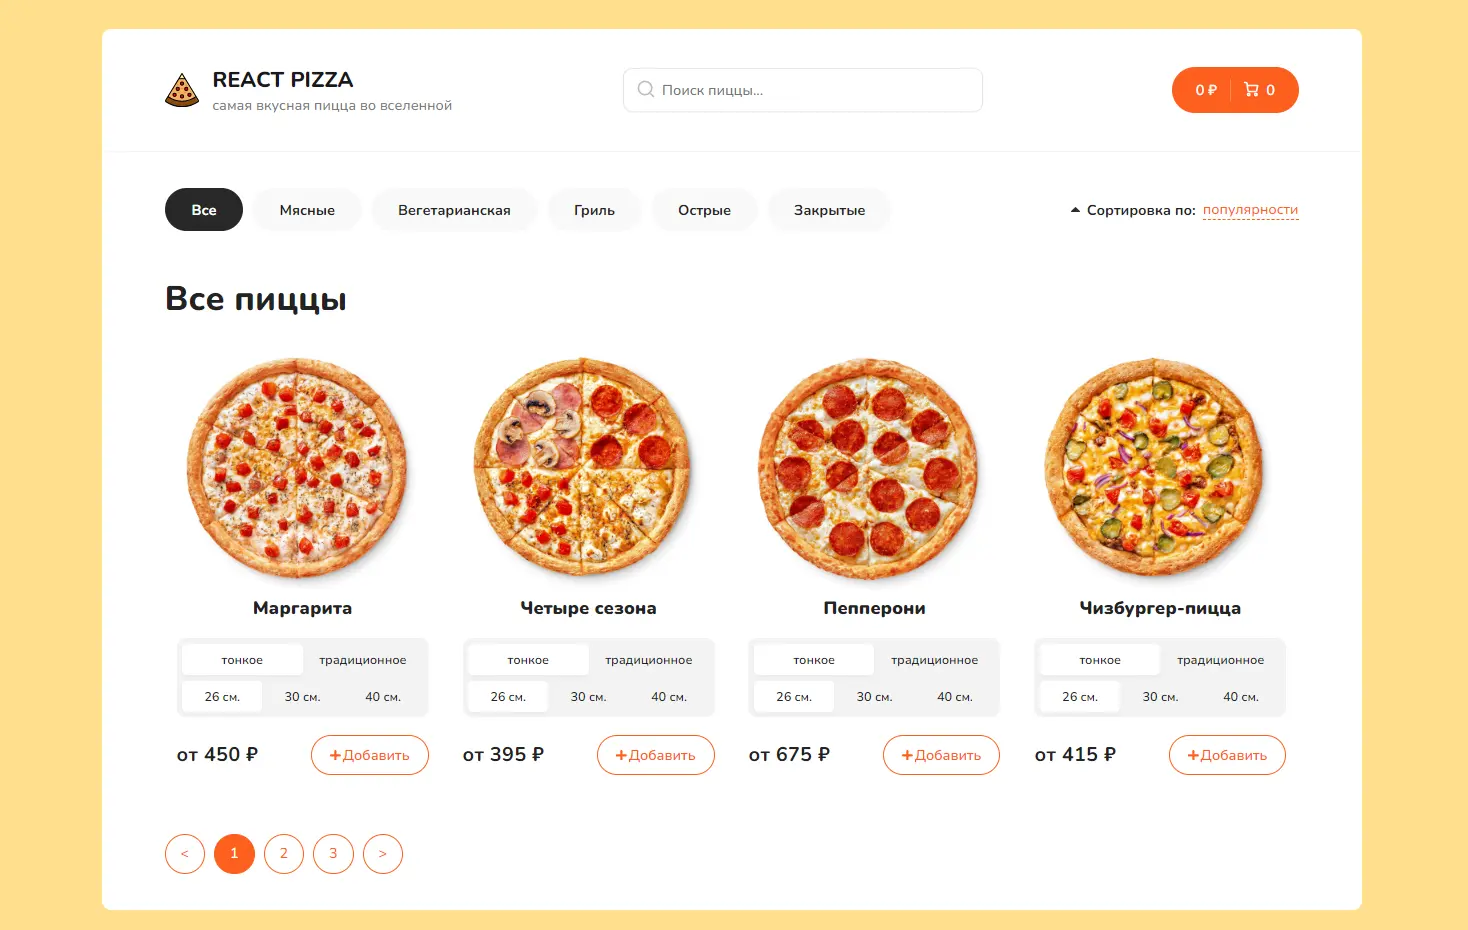 REACT PIZZA
самая вкусная пицца во вселенной
Поиск пиццы...
0 ₽ 0
Все Мясные Вегетарианская Гриль Острые Закрытые Сортировка по: популярности
Все пиццы
Маргарита Четыре сезона Пепперони Чизбургер-пицца
тонкое традиционное тонкое традиционное тонкое традиционное тонкое традиционное
26 см. 30 см. 40 см. 26 см. 30 см. 40 см. 26 см. 30 см. 40 см. 26 см. 30 см. 40 см.
от 450 ₽ +Добавить от 395 ₽ +Добавить от 675 ₽ +Добавить от 415 ₽ +Добавить
< 1 2 3 >